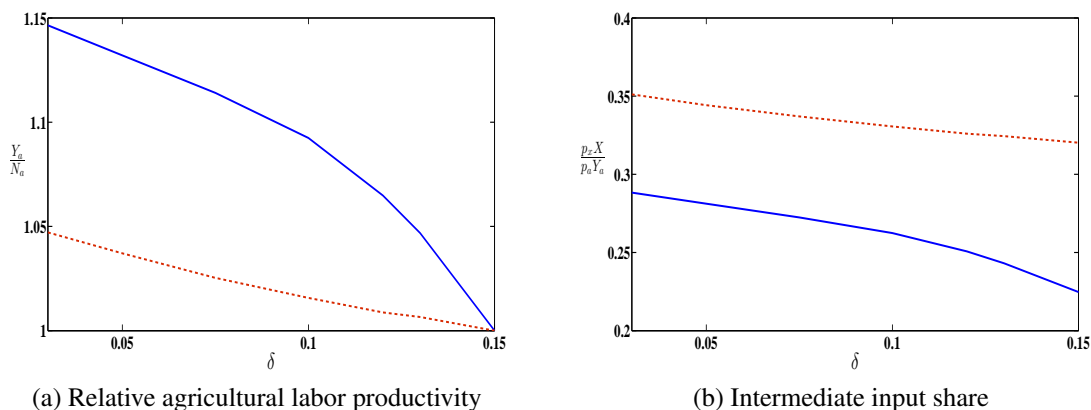 1.15
1.1
Y_a
N_a
1.05
1
0.05
0.1
0.15
δ
(a) Relative agricultural labor productivity
0.4
0.35
p_x X
p_a Y_a
0.3
0.25
0.2
0.05
0.1
0.15
δ
(b) Intermediate input share